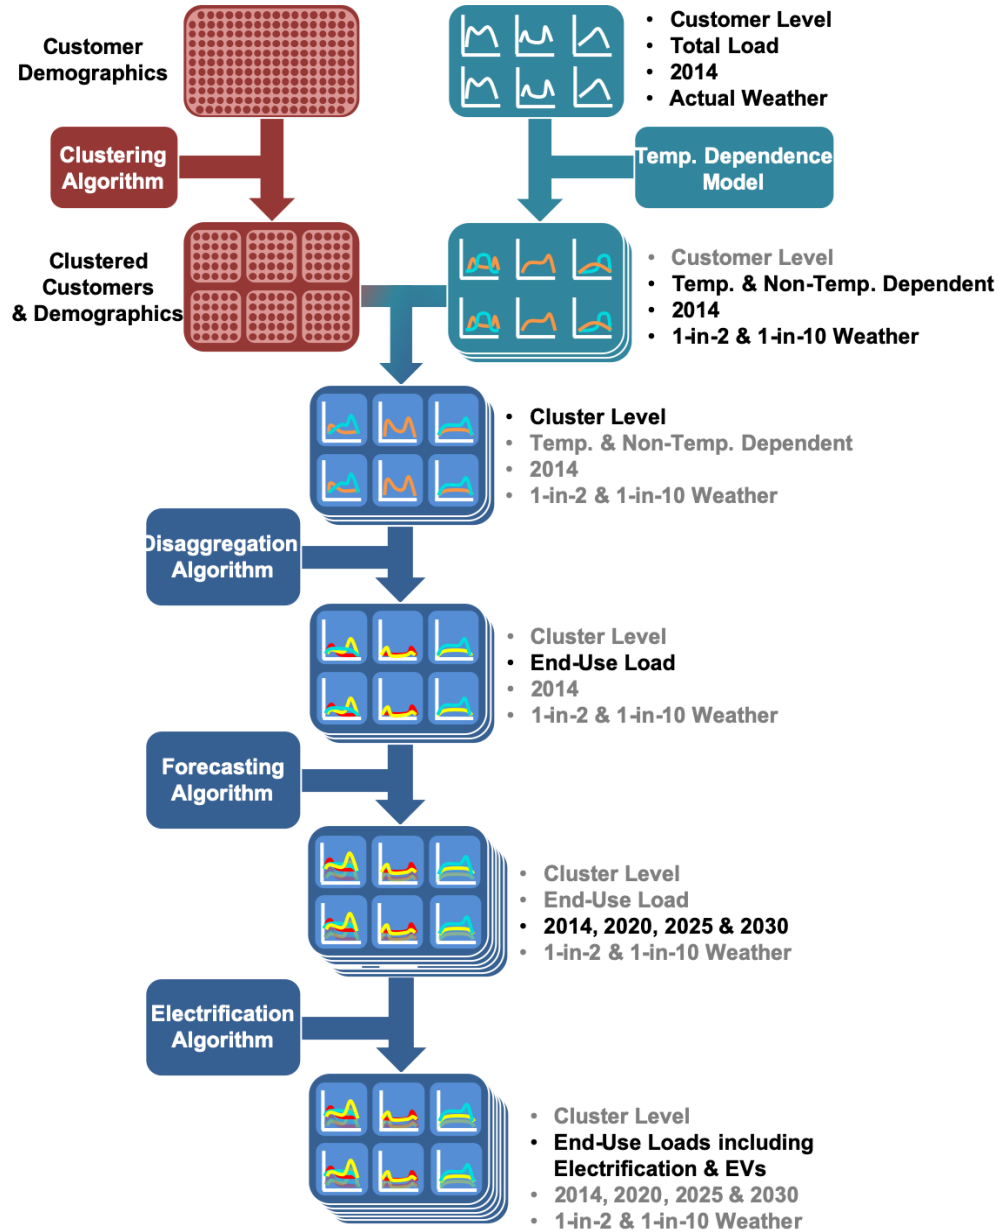 Customer
Demographics
• Customer Level
• Total Load
• 2014
• Actual Weather
Clustering
Algorithm
Temp. Dependence
Model
Clustered
Customers
& Demographics
• Customer Level
• Temp. & Non-Temp. Dependent
• 2014
• 1-in-2 & 1-in-10 Weather
• Cluster Level
• Temp. & Non-Temp. Dependent
• 2014
• 1-in-2 & 1-in-10 Weather
Disaggregation
Algorithm
• Cluster Level
• End-Use Load
• 2014
• 1-in-2 & 1-in-10 Weather
Forecasting
Algorithm
• Cluster Level
• End-Use Load
• 2014, 2020, 2025 & 2030
• 1-in-2 & 1-in-10 Weather
Electrification
Algorithm
• Cluster Level
• End-Use Loads including
Electrification & EVs
• 2014, 2020, 2025 & 2030
• 1-in-2 & 1-in-10 Weather